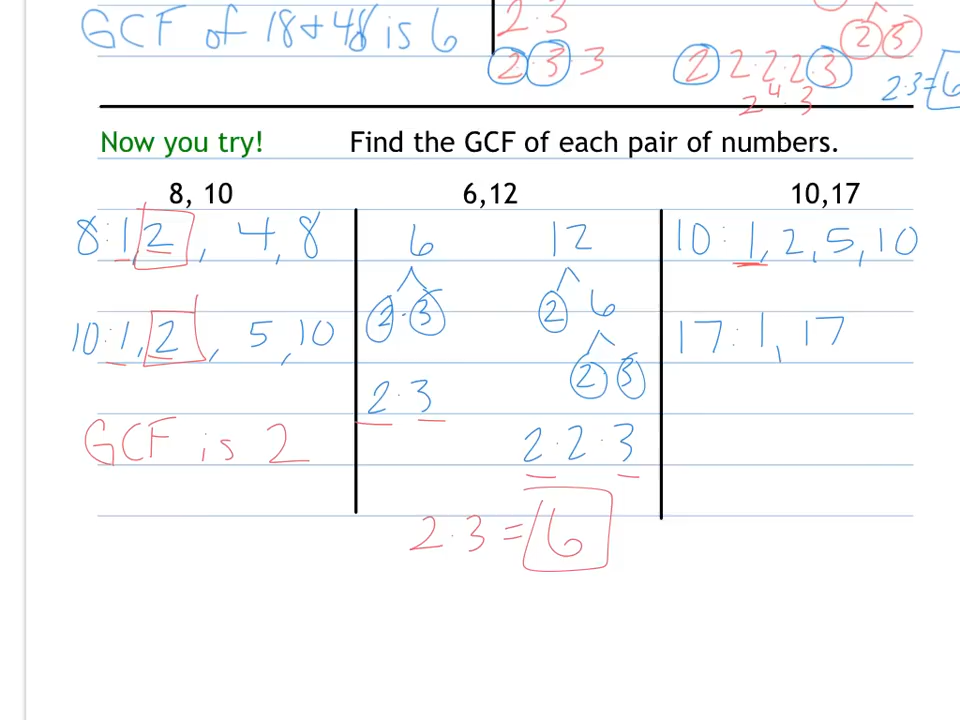 GCF of 18 + 48 is 6
2·3
2·3·3
2 3
2 2·2·2·3
2⁴·3
2·3=6
Now you try! Find the GCF of each pair of numbers.
8, 10
8: 1, 2, 4, 8
10: 1, 2, 5, 10
GCF is 2
6,12
6 12
2·3 2 6
2·3
2·3
2·2·3
2·3=6
10,17
10: 1, 2, 5, 10
17: 1, 17